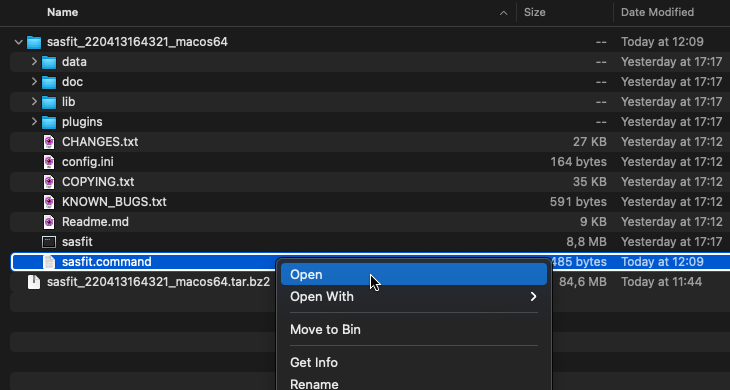 Name Size Date Modified
sasfit_220413164321_macos64 -- Today at 12:09
data -- Yesterday at 17:17
doc -- Yesterday at 17:17
lib -- Yesterday at 17:17
plugins -- Yesterday at 17:17
CHANGES.txt 27 KB Yesterday at 17:12
config.ini 164 bytes Yesterday at 17:12
COPYING.txt 35 KB Yesterday at 17:12
KNOWN_BUGS.txt 591 bytes Yesterday at 17:12
Readme.md 9 KB Yesterday at 17:12
sasfit 8,8 MB Yesterday at 17:17
sasfit.command 485 bytes Today at 12:09
sasfit_220413164321_macos64.tar.bz2 84,6 MB Today at 11:44
Open
Open With
Move to Bin
Get Info
Rename